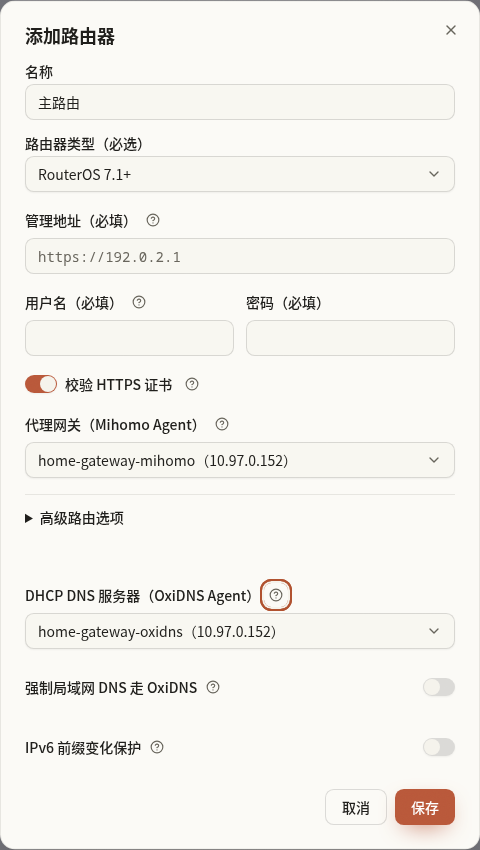 添加路由器
名称
主路由
路由器类型（必选）
RouterOS 7.1+
管理地址（必填）
https://192.0.2.1
用户名（必填） 密码（必填）
校验 HTTPS 证书
代理网关（Mihomo Agent）
home-gateway-mihomo（10.97.0.152）
高级路由选项
DHCP DNS 服务器（OxiDNS Agent）
home-gateway-oxidns（10.97.0.152）
强制局域网 DNS 走 OxiDNS
IPv6 前缀变化保护
取消 保存